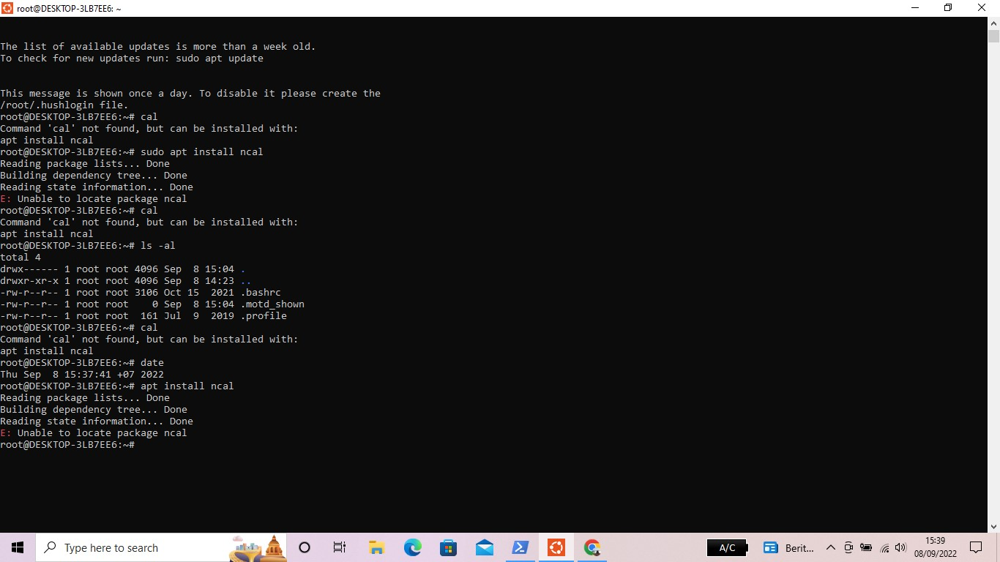 root@DESKTOP-3LB7EE6: ~
The list of available updates is more than a week old.
To check for new updates run: sudo apt update
This message is shown once a day. To disable it please create the
/root/.hushlogin file.
root@DESKTOP-3LB7EE6:~# cal
Command 'cal' not found, but can be installed with:
apt install ncal
root@DESKTOP-3LB7EE6:~# sudo apt install ncal
Reading package lists... Done
Building dependency tree... Done
Reading state information... Done
E: Unable to locate package ncal
root@DESKTOP-3LB7EE6:~# cal
Command 'cal' not found, but can be installed with:
apt install ncal
root@DESKTOP-3LB7EE6:~# ls -al
total 4
drwx------ 1 root root 4096 Sep  8 15:04 .
drwxr-xr-x 1 root root 4096 Sep  8 14:23 ..
-rw-r--r-- 1 root root 3106 Oct 15  2021 .bashrc
-rw-r--r-- 1 root root    0 Sep  8 15:04 .motd_shown
-rw-r--r-- 1 root root  161 Jul  9  2019 .profile
root@DESKTOP-3LB7EE6:~# cal
Command 'cal' not found, but can be installed with:
apt install ncal
root@DESKTOP-3LB7EE6:~# date
Thu Sep  8 15:37:41 +07 2022
root@DESKTOP-3LB7EE6:~# apt install ncal
Reading package lists... Done
Building dependency tree... Done
Reading state information... Done
E: Unable to locate package ncal
root@DESKTOP-3LB7EE6:~#
Type here to search
A/C
Berit...
15:39
08/09/2022